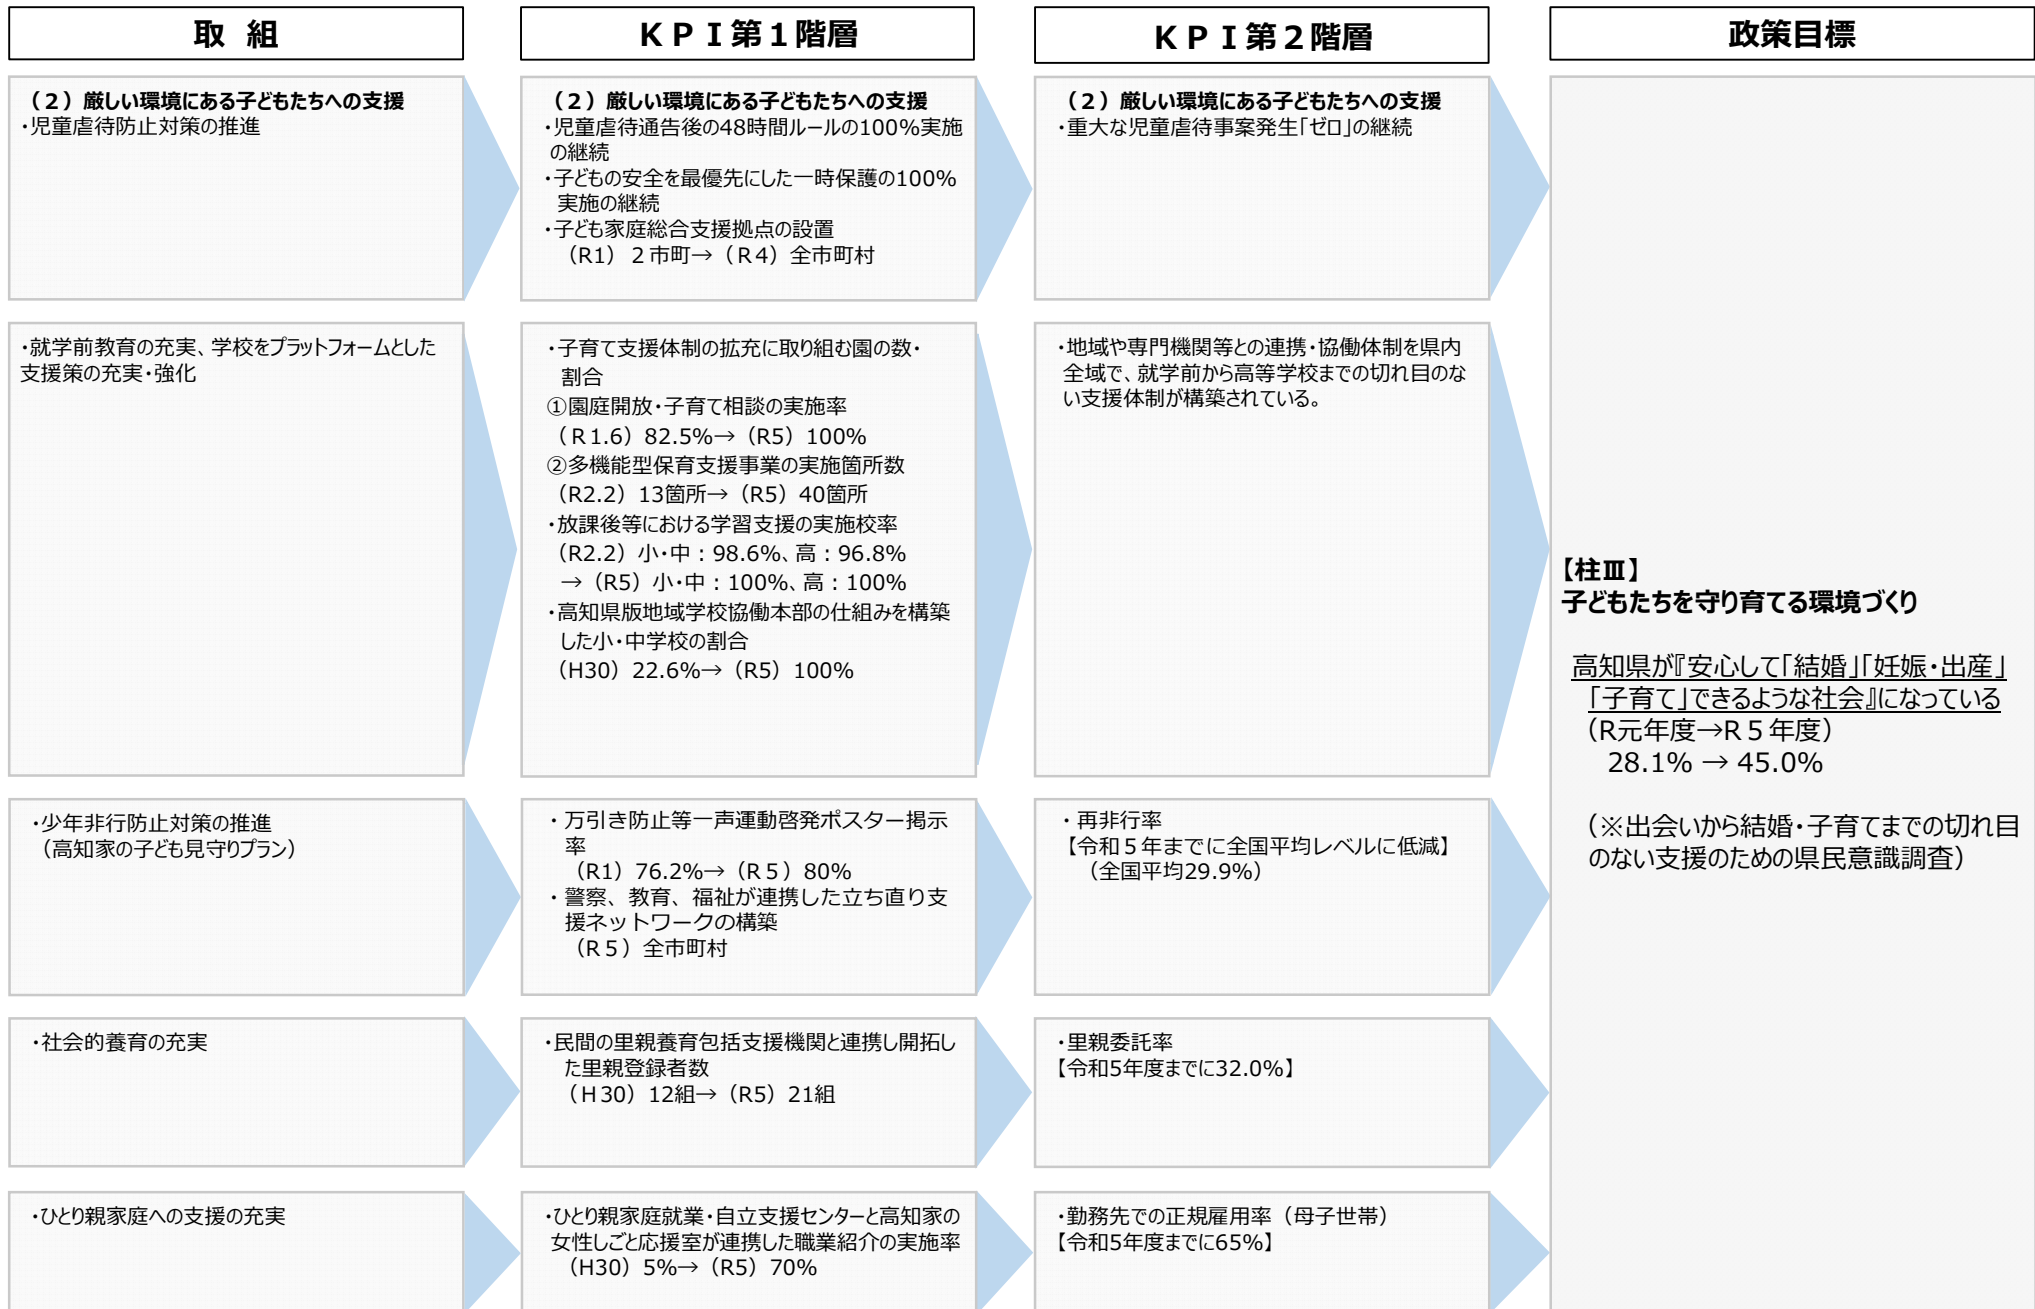 取 組
ＫＰＩ第１階層
ＫＰＩ第２階層
政策目標
（２）厳しい環境にある子どもたちへの支援
・児童虐待防止対策の推進
（２）厳しい環境にある子どもたちへの支援
・児童虐待通告後の48時間ルールの100％実施
の継続
・子どもの安全を最優先にした一時保護の100％
実施の継続
・子ども家庭総合支援拠点の設置
（R1）２市町→（Ｒ4）全市町村
（２）厳しい環境にある子どもたちへの支援
・重大な児童虐待事案発生「ゼロ」の継続
・就学前教育の充実、学校をプラットフォームとした
支援策の充実・強化
・子育て支援体制の拡充に取り組む園の数・
割合
①園庭開放・子育て相談の実施率
（Ｒ1.6）82.5%→（R5）100%
②多機能型保育支援事業の実施箇所数
（R2.2）13箇所→（R5）40箇所
・放課後等における学習支援の実施校率
（R2.2）小・中：98.6%、高：96.8%
→（R5）小・中：100%、高：100%
・高知県版地域学校協働本部の仕組みを構築
した小・中学校の割合
（H30）22.6%→（R5）100%
・地域や専門機関等との連携・協働体制を県内
全域で、就学前から高等学校までの切れ目のな
い支援体制が構築されている。
・少年非行防止対策の推進
（高知家の子ども見守りプラン）
・万引き防止等一声運動啓発ポスター掲示
率
（R1）76.2%→（Ｒ５）80%
・警察、教育、福祉が連携した立ち直り支
援ネットワークの構築
（Ｒ５）全市町村
・再非行率
【令和５年までに全国平均レベルに低減】
（全国平均29.9%）
・社会的養育の充実
・民間の里親養育包括支援機関と連携し開拓し
た里親登録者数
（Ｈ30）12組→（R5）21組
・里親委託率
【令和5年度までに32.0%】
・ひとり親家庭への支援の充実
・ひとり親家庭就業・自立支援センターと高知家の
女性しごと応援室が連携した職業紹介の実施率
（H30）5%→（R5）70%
・勤務先での正規雇用率（母子世帯）
【令和5年度までに65%】
【柱Ⅲ】
子どもたちを守り育てる環境づくり
高知県が『安心して「結婚」「妊娠・出産」
「子育て」できるような社会』になっている
（R元年度→Ｒ５年度）
28.1% → 45.0%
（※出会いから結婚・子育てまでの切れ目
のない支援のための県民意識調査）